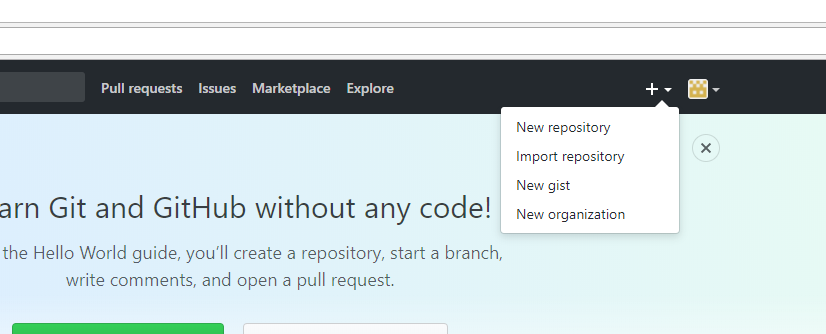 Pull requests Issues Marketplace Explore
New repository
Import repository
New gist
New organization
arn Git and GitHub without any code!
the Hello World guide, you’ll create a repository, start a branch,
write comments, and open a pull request.